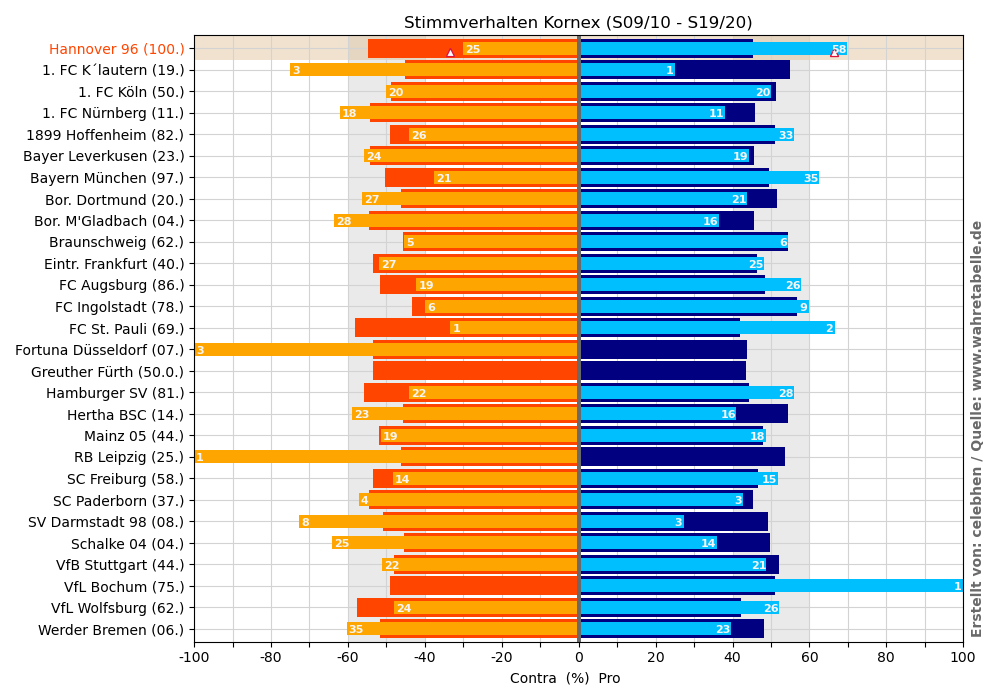 Stimmverhalten Kornex (S09/10 - S19/20)
Hannover 96 (100.) 25 58
1. FC K´lautern (19.) 3 1
1. FC Köln (50.) 20 20
1. FC Nürnberg (11.) 18 11
1899 Hoffenheim (82.) 26 33
Bayer Leverkusen (23.) 24 19
Bayern München (97.) 21 35
Bor. Dortmund (20.) 27 21
Bor. M'Gladbach (04.) 28 16
Braunschweig (62.) 5 6
Eintr. Frankfurt (40.) 27 25
FC Augsburg (86.) 19 26
FC Ingolstadt (78.) 6 9
FC St. Pauli (69.) 1 2
Fortuna Düsseldorf (07.) 3
Greuther Fürth (50.0.)
Hamburger SV (81.) 22 28
Hertha BSC (14.) 23 16
Mainz 05 (44.) 19 18
RB Leipzig (25.) 1
SC Freiburg (58.) 14 15
SC Paderborn (37.) 4 3
SV Darmstadt 98 (08.) 8 3
Schalke 04 (04.) 25 14
VfB Stuttgart (44.) 22 21
VfL Bochum (75.) 1
VfL Wolfsburg (62.) 24 26
Werder Bremen (06.) 35 23
-100 -80 -60 -40 -20 0 20 40 60 80 100
Contra (%) Pro
Erstellt von: celebhen / Quelle: www.wahretabelle.de